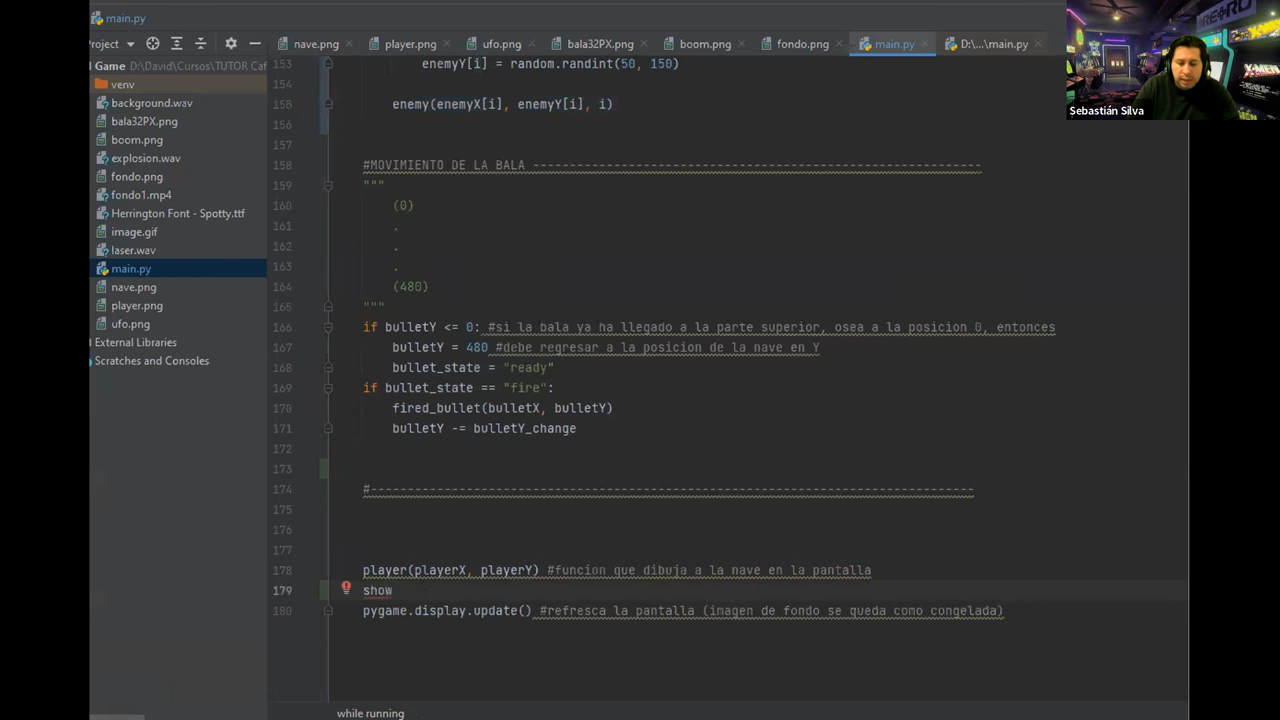 main.py
Project
nave.png
player.png
ufo.png
bala32PX.png
boom.png
fondo.png
main.py
D:\...\main.py
Sebastián Silva
Game D:\David\Cursos\TUTOR Caf
venv
background.wav
bala32PX.png
boom.png
explosion.wav
fondo.png
fondo1.mp4
Herrington Font - Spotty.ttf
image.gif
laser.wav
main.py
nave.png
player.png
ufo.png
External Libraries
Scratches and Consoles
153 enemyY[i] = random.randint(50, 150)
154
158 enemy(enemyX[i], enemyY[i], i)
156
157
158 #MOVIMIENTO DE LA BALA ----------------------------------------------------------------
159 """
160 (0)
161 .
162 .
163 .
164 (480)
165 """
166 if bulletY <= 0: #si la bala ya ha llegado a la parte superior, osea a la posicion 0, entonces
167 bulletY = 480 #debe regresar a la posicion de la nave en Y
168 bullet_state = "ready"
169 if bullet_state == "fire":
170 fired_bullet(bulletX, bulletY)
171 bulletY -= bulletY_change
172
173
174 #----------------------------------------------------------------------------------
175
176
177
178 player(playerX, playerY) #funcion que dibuja a la nave en la pantalla
179 show
180 pygame.display.update() #refresca la pantalla (imagen de fondo se queda como congelada)
while running